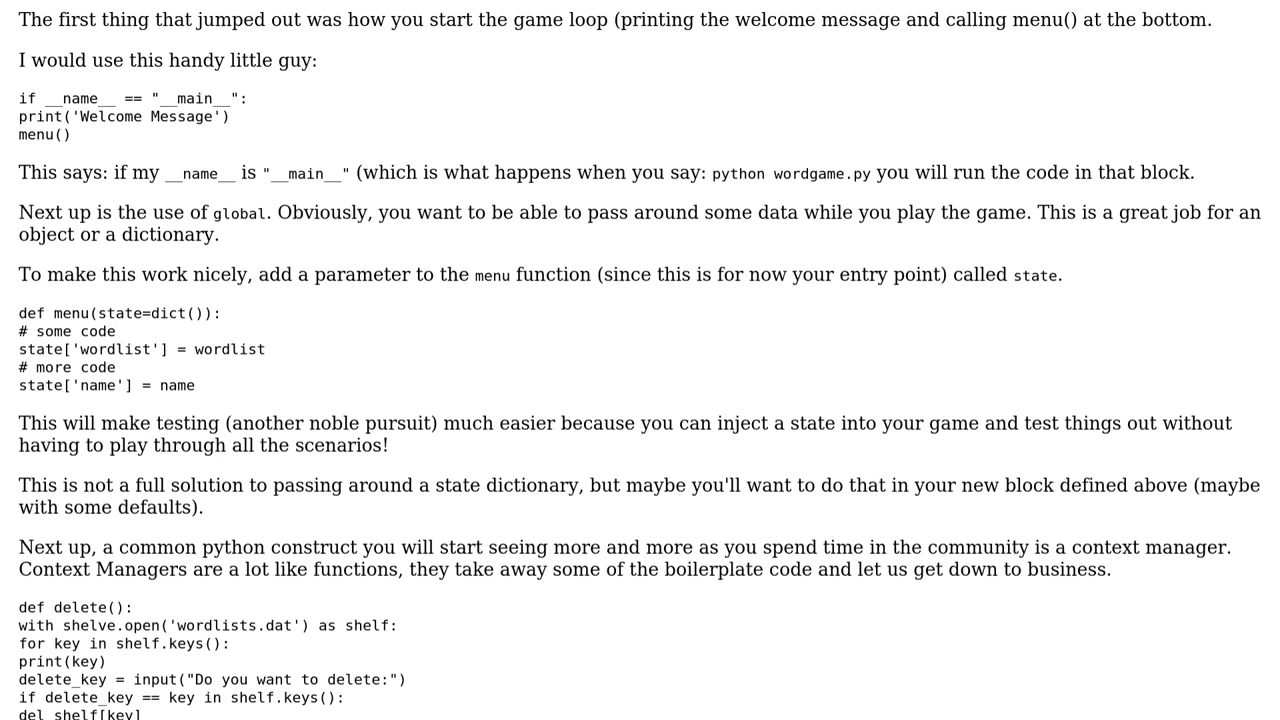 The first thing that jumped out was how you start the game loop (printing the welcome message and calling menu() at the bottom.
I would use this handy little guy:
if __name__ == "__main__":
print('Welcome Message')
menu()
This says: if my __name__ is "__main__" (which is what happens when you say: python wordgame.py you will run the code in that block.
Next up is the use of global. Obviously, you want to be able to pass around some data while you play the game. This is a great job for an
object or a dictionary.
To make this work nicely, add a parameter to the menu function (since this is for now your entry point) called state.
def menu(state=dict()):
# some code
state['wordlist'] = wordlist
# more code
state['name'] = name
This will make testing (another noble pursuit) much easier because you can inject a state into your game and test things out without
having to play through all the scenarios!
This is not a full solution to passing around a state dictionary, but maybe you'll want to do that in your new block defined above (maybe
with some defaults).
Next up, a common python construct you will start seeing more and more as you spend time in the community is a context manager.
Context Managers are a lot like functions, they take away some of the boilerplate code and let us get down to business.
def delete():
with shelve.open('wordlists.dat') as shelf:
for key in shelf.keys():
print(key)
delete_key = input("Do you want to delete:")
if delete_key == key in shelf.keys():
del shelf[key]